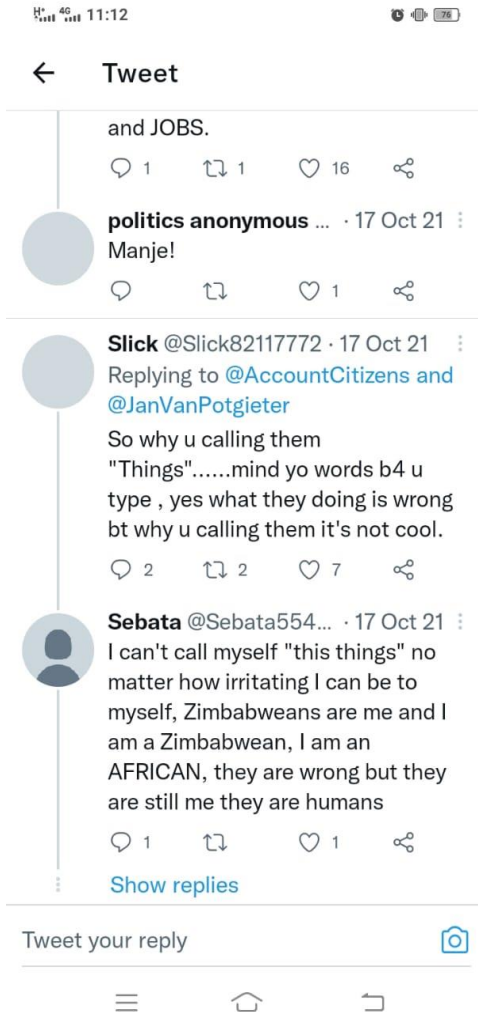 H+ 4G 11:12 76
Tweet
and JOBS.
1 1 16
politics anonymous ... · 17 Oct 21
Manje!
1
Slick @Slick82117772 · 17 Oct 21
Replying to @AccountCitizens and
@JanVanPotgieter
So why u calling them
"Things"......mind yo words b4 u
type , yes what they doing is wrong
bt why u calling them it's not cool.
2 2 7
Sebata @Sebata554... · 17 Oct 21
I can't call myself "this things" no
matter how irritating I can be to
myself, Zimbabweans are me and I
am a Zimbabwean, I am an
AFRICAN, they are wrong but they
are still me they are humans
1 1
Show replies
Tweet your reply